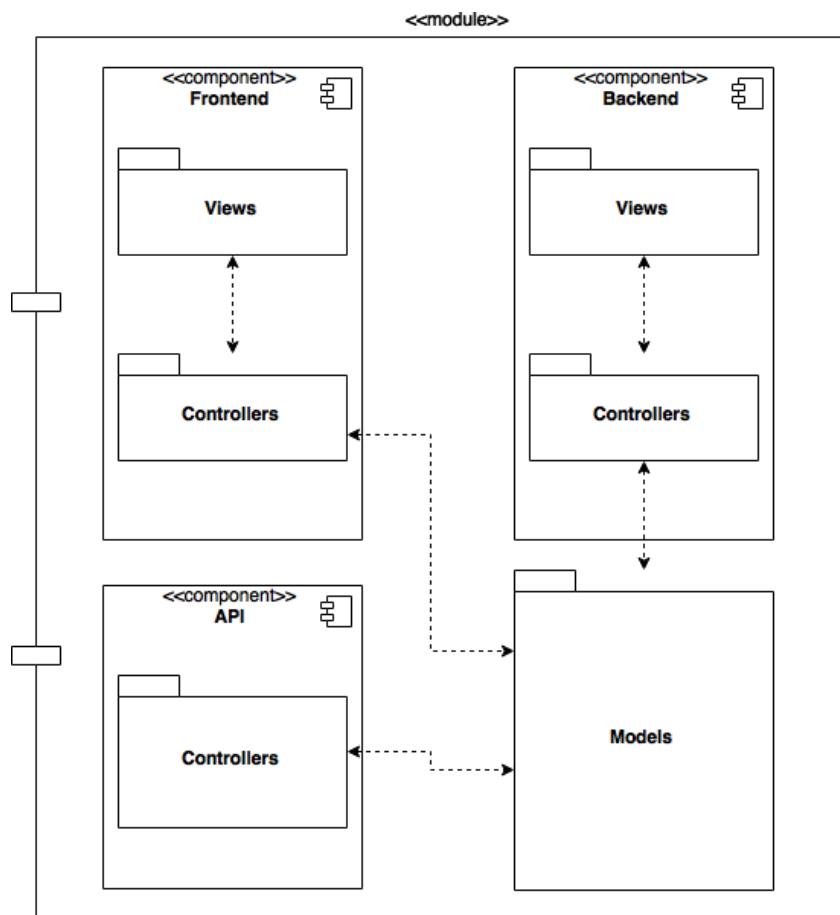 <<module>>
<<component>>
Frontend
Views
Controllers
<<component>>
Backend
Views
Controllers
<<component>>
API
Controllers
Models